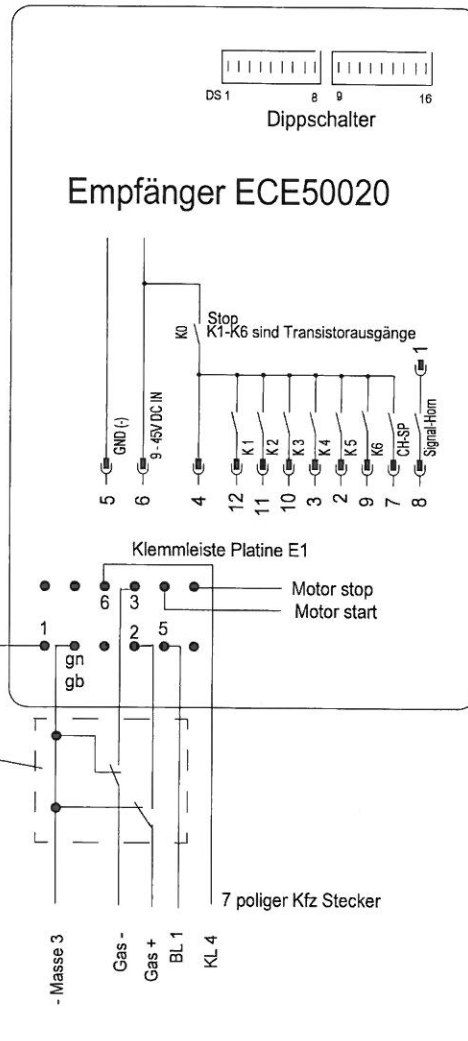 DS 1 8 9 16
Dippschalter
Empfänger ECE50020
K0
Stop
K1-K6 sind Transistorausgänge
GND (-)
9 - 45V DC IN
K1
K2
K3
K4
K5
K6
CH-SP
Signal-Horn
1
5 6 4 12 11 10 3 2 9 7 8
Klemmleiste Platine E1
6 3
Motor stop
Motor start
1 2 5
gn
gb
7 poliger Kfz Stecker
- Masse 3
Gas -
Gas +
BL 1
KL 4